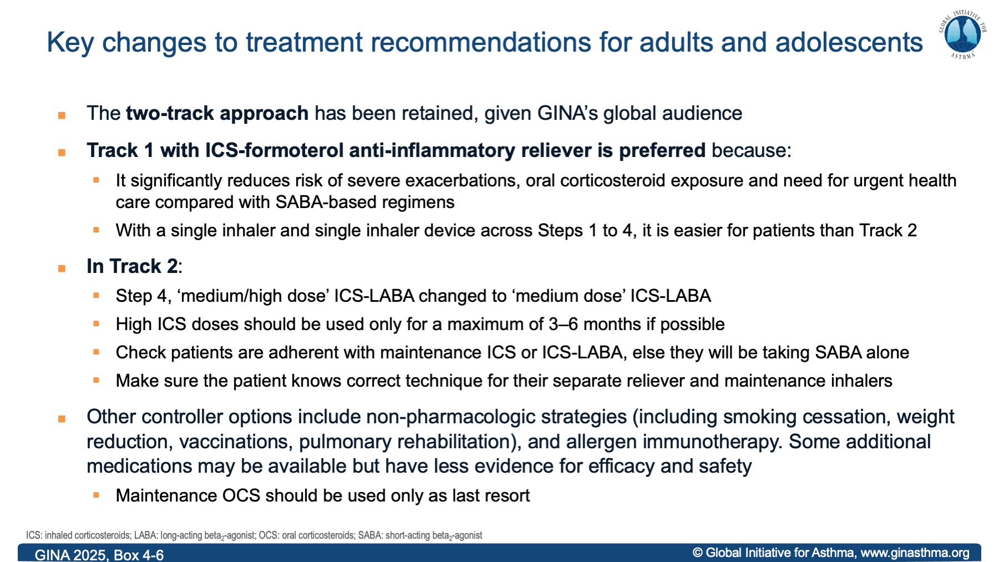 Key changes to treatment recommendations for adults and adolescents
GLOBAL INITIATIVE FOR
ASTHMA
The two-track approach has been retained, given GINA’s global audience
Track 1 with ICS-formoterol anti-inflammatory reliever is preferred because:
It significantly reduces risk of severe exacerbations, oral corticosteroid exposure and need for urgent health
care compared with SABA-based regimens
With a single inhaler and single inhaler device across Steps 1 to 4, it is easier for patients than Track 2
In Track 2:
Step 4, ‘medium/high dose’ ICS-LABA changed to ‘medium dose’ ICS-LABA
High ICS doses should be used only for a maximum of 3–6 months if possible
Check patients are adherent with maintenance ICS or ICS-LABA, else they will be taking SABA alone
Make sure the patient knows correct technique for their separate reliever and maintenance inhalers
Other controller options include non-pharmacologic strategies (including smoking cessation, weight
reduction, vaccinations, pulmonary rehabilitation), and allergen immunotherapy. Some additional
medications may be available but have less evidence for efficacy and safety
Maintenance OCS should be used only as last resort
ICS: inhaled corticosteroids; LABA: long-acting beta₂-agonist; OCS: oral corticosteroids; SABA: short-acting beta₂-agonist
GINA 2025, Box 4-6
© Global Initiative for Asthma, www.ginasthma.org